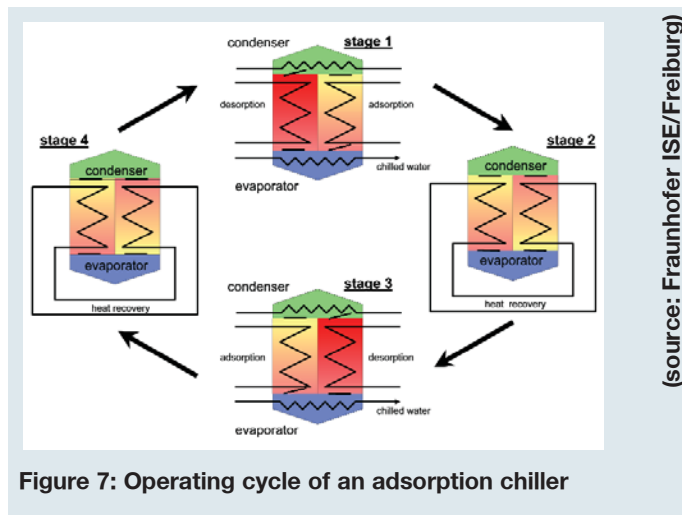 condenser
stage 1
desorption
adsorption
evaporator
chilled water
stage 2
condenser
evaporator
heat recovery
condenser
stage 3
adsorption
desorption
evaporator
chilled water
stage 4
condenser
evaporator
heat recovery
(source: Fraunhofer ISE/Freiburg)
Figure 7: Operating cycle of an adsorption chiller